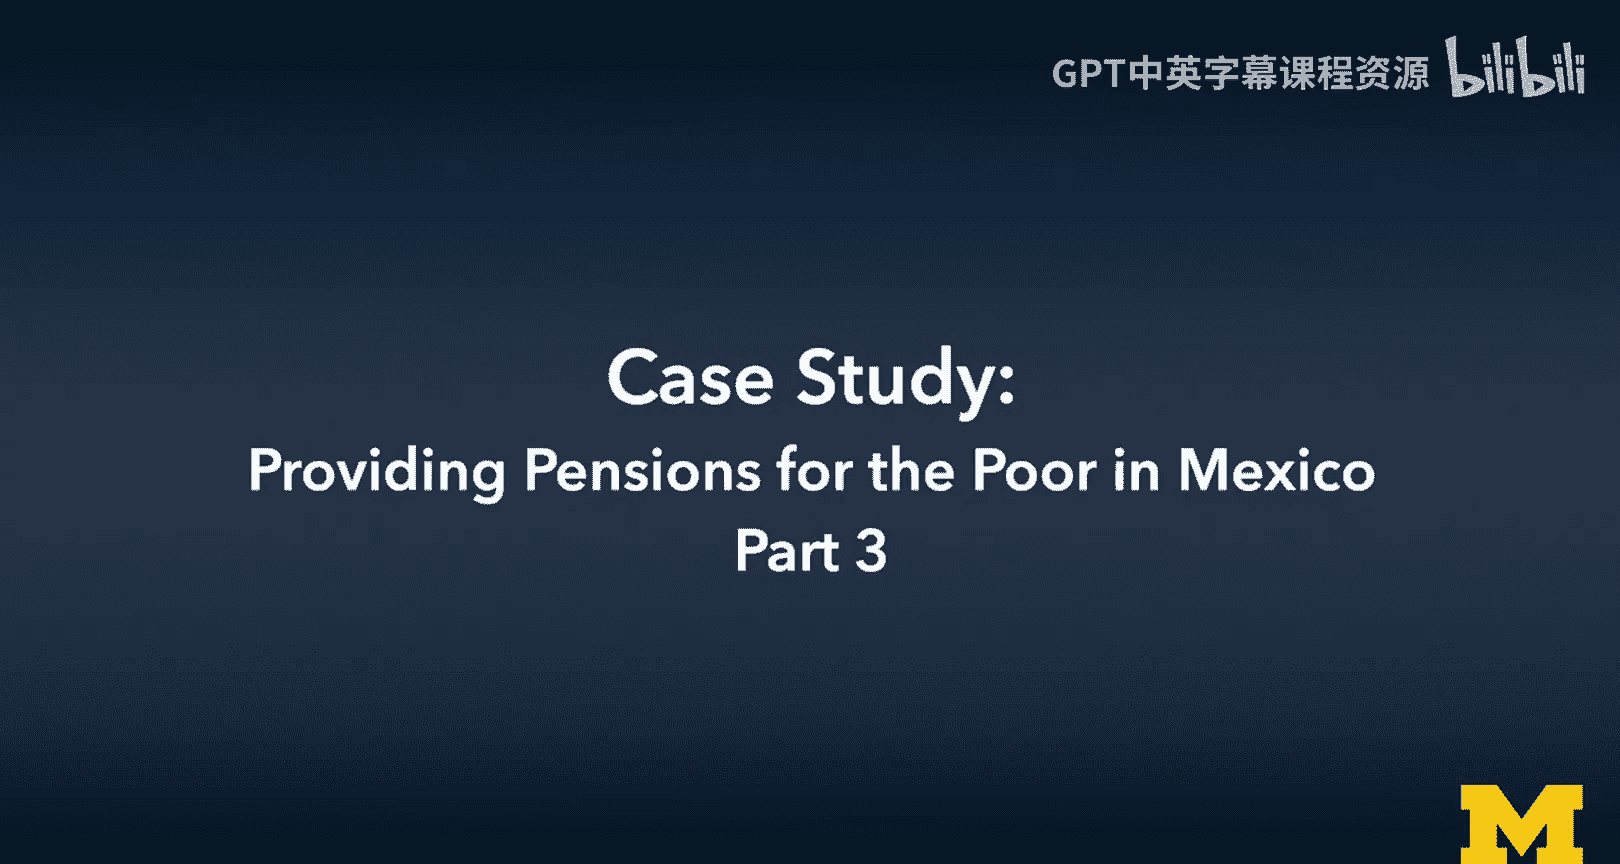 GPT中英字幕课程资源 bilibili
Case Study:
Providing Pensions for the Poor in Mexico
Part 3
M